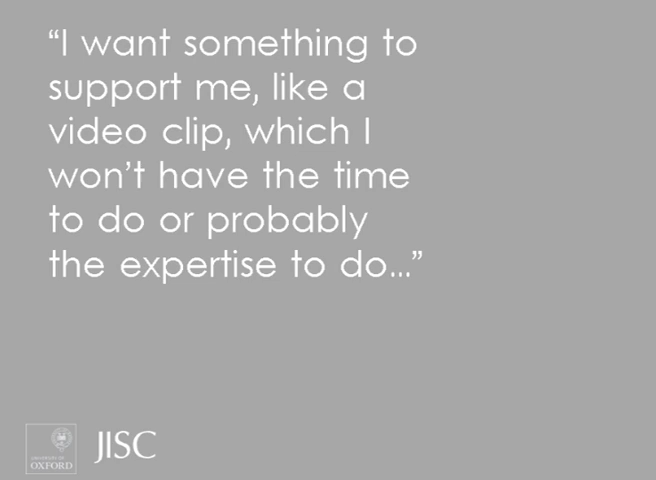 “I want something to
support me, like a
video clip, which I
won’t have the time
to do or probably
the expertise to do...”
UNIVERSITY OF
OXFORD
JISC